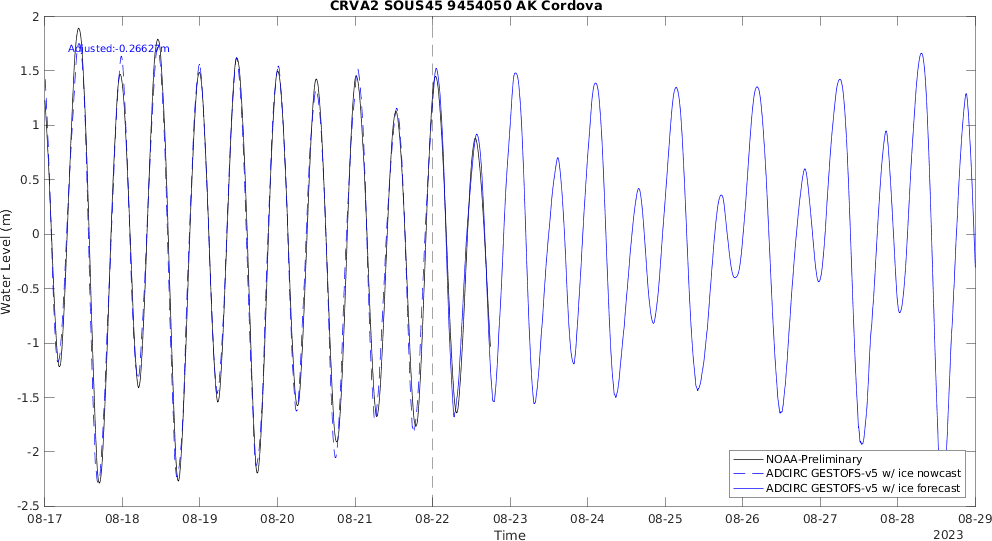 CRVA2 SOUS45 9454050 AK Cordova
Adjusted:-0.26627m
2
1.5
1
0.5
0
-0.5
-1
-1.5
-2
-2.5
Water Level (m)
NOAA-Preliminary
ADCIRC GESTOFS-v5 w/ ice nowcast
ADCIRC GESTOFS-v5 w/ ice forecast
08-17 08-18 08-19 08-20 08-21 08-22 08-23 08-24 08-25 08-26 08-27 08-28 08-29
Time
2023